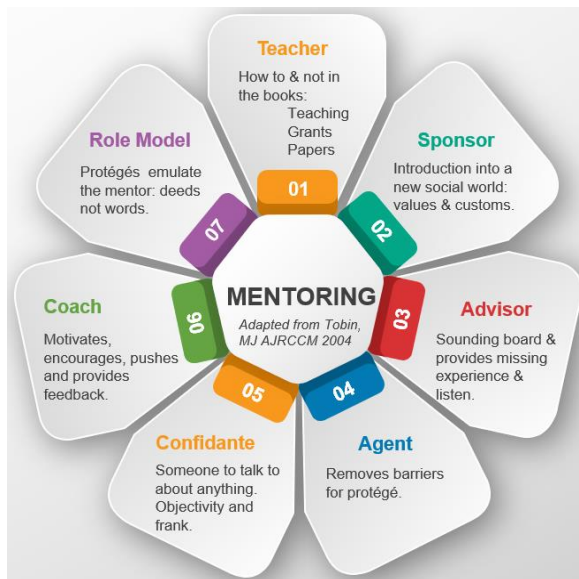 Teacher
How to & not in
the books:
Teaching
Grants
Papers
01
Sponsor
Introduction into a
new social world:
values & customs.
02
Advisor
Sounding board &
provides missing
experience &
listen.
03
Agent
Removes barriers
for protégé.
04
Confidante
Someone to talk to
about anything.
Objectivity and
frank.
05
Coach
Motivates,
encourages, pushes
and provides
feedback.
06
Role Model
Protégés emulate
the mentor: deeds
not words.
07
MENTORING
Adapted from Tobin,
MJ AJRCCM 2004